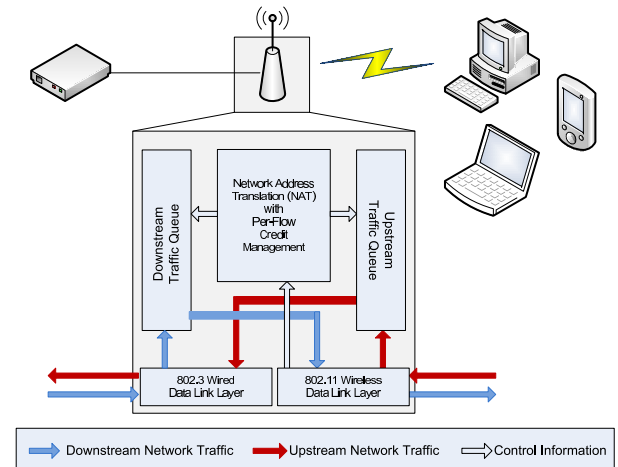 Downstream
Traffic Queue
Network Address
Translation (NAT)
with
Per-Flow
Credit
Management
Upstream
Traffic Queue
802.3 Wired
Data Link Layer
802.11 Wireless
Data Link Layer
Downstream Network Traffic
Upstream Network Traffic
Control Information